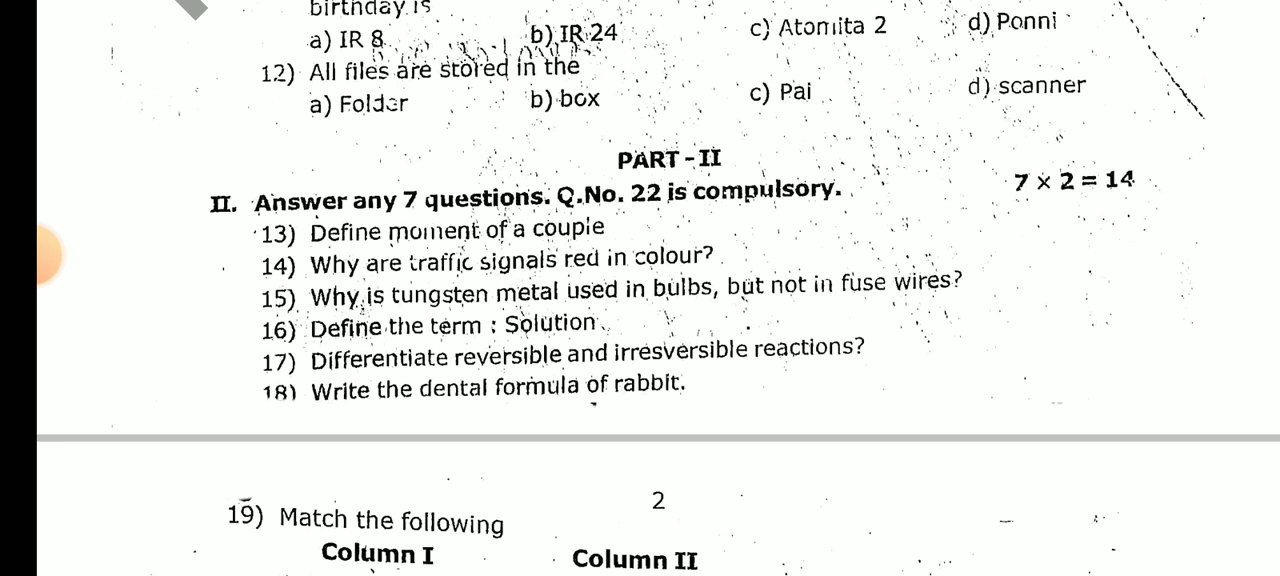 birthday is
a) IR 8 b) IR 24 c) Atomita 2 d) Ponni
12) All files are stored in the
a) Folder b) box c) Pai d) scanner
PART - II
II. Answer any 7 questions. Q.No. 22 is compulsory. 7 × 2 = 14
13) Define moment of a couple
14) Why are traffic signals red in colour?
15) Why is tungsten metal used in bulbs, but not in fuse wires?
16) Define the term : Solution
17) Differentiate reversible and irresversible reactions?
18) Write the dental formula of rabbit.
2
19) Match the following
Column I Column II